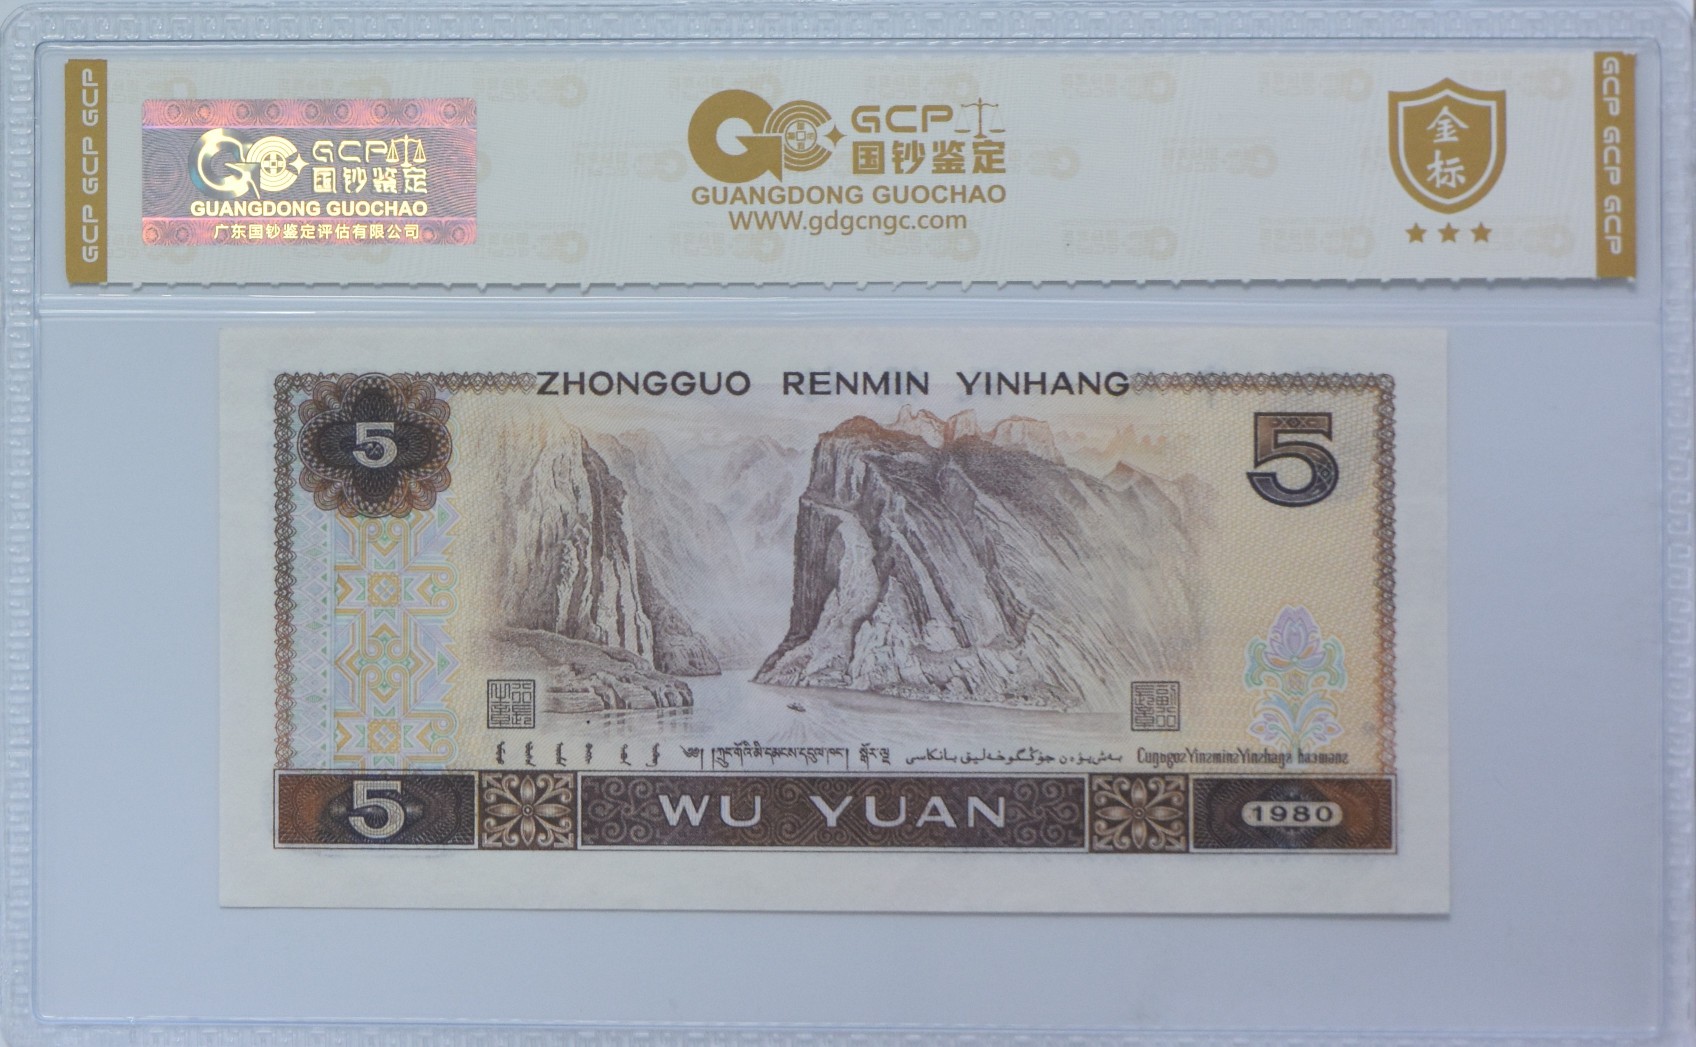 GCP GCP GCP
GCP 国钞鉴定
GUANGDONG GUOCHAO
广东国钞鉴定评估有限公司
GCP
国钞鉴定
GUANGDONG GUOCHAO
WWW.gdgcngc.com
金标
GCP GCP GCP
ZHONGGUO RENMIN YINHANG
5
5
5
WU YUAN
1980